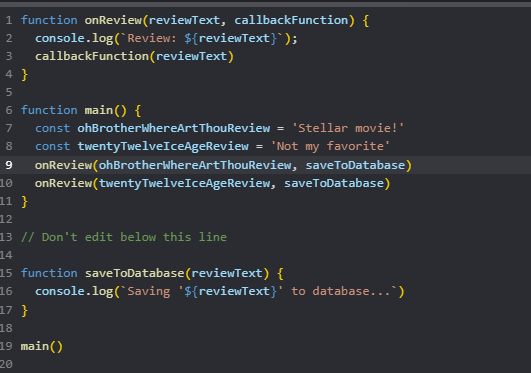 1 function onReview(reviewText, callbackFunction) {
2   console.log(`Review: ${reviewText}`);
3   callbackFunction(reviewText)
4 }
5
6 function main() {
7   const ohBrotherWhereArtThouReview = 'Stellar movie!'
8   const twentyTwelveIceAgeReview = 'Not my favorite'
9   onReview(ohBrotherWhereArtThouReview, saveToDatabase)
10   onReview(twentyTwelveIceAgeReview, saveToDatabase)
11 }
12
13 // Don't edit below this line
14
15 function saveToDatabase(reviewText) {
16   console.log(`Saving '${reviewText}' to database...`)
17 }
18
19 main()
20